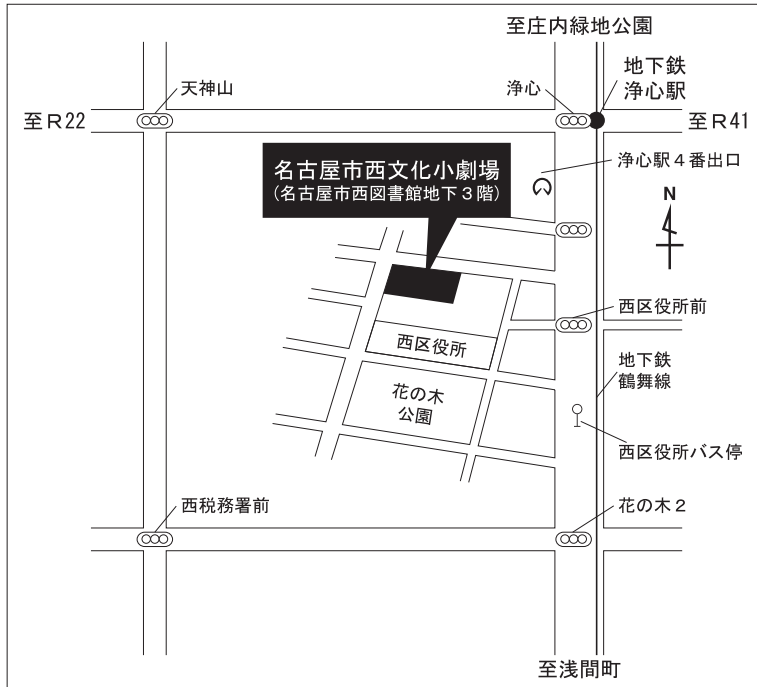 至庄内緑地公園
天神山
浄心
地下鉄
浄心駅
至R22
至R41
浄心駅4番出口
名古屋市西文化小劇場
(名古屋市西図書館地下3階)
N
西区役所前
西区役所
地下鉄
鶴舞線
花の木
公園
西区役所バス停
西税務署前
花の木2
至浅間町